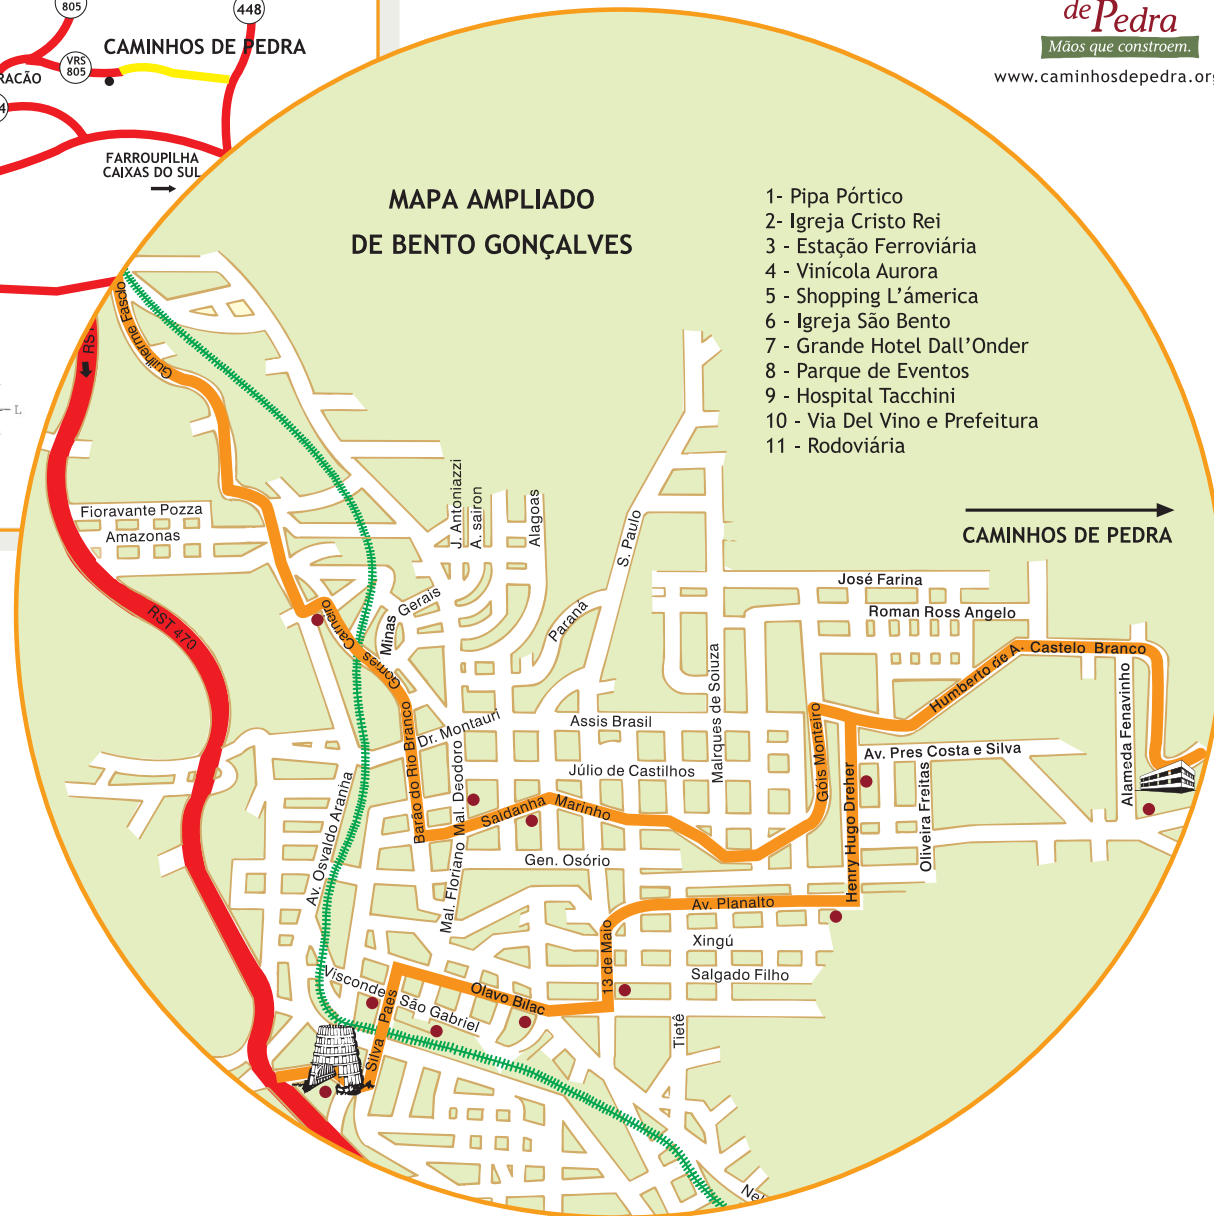 805
448
CAMINHOS DE PEDRA
VRS
805
RACÃO
4
FARROUPILHA
CAIXAS DO SUL
L
de Pedra
Mãos que constroem.
www.caminhosdepedra.org
MAPA AMPLIADO
DE BENTO GONÇALVES
1- Pipa Pórtico
2- Igreja Cristo Rei
3 - Estação Ferroviária
4 - Vinícola Aurora
5 - Shopping L'ámerica
6 - Igreja São Bento
7 - Grande Hotel Dall'Onder
8 - Parque de Eventos
9 - Hospital Tacchini
10 - Via Del Vino e Prefeitura
11 - Rodoviária
CAMINHOS DE PEDRA
Guilherme Fasolo
RST
Fioravante Pozza
Amazonas
J. Antoniazzi
A. sairon
Alagoas
S. Paulo
José Farina
Roman Ross Angelo
RST 470
Gomes Carneiro
Minas Gerais
Paraná
Humberto de A. Castelo Branco
Marques de Soiuza
Alameda Fenavinho
Barão do Rio Branco
Dr. Montauri
Assis Brasil
Góis Monteiro
Av. Pres Costa e Silva
Júlio de Castilhos
Mal. Deodoro
Av. Osvaldo Aranha
Saldanha Marinho
Henry Hugo Dreher
Oliveira Freitas
Mal. Floriano
Gen. Osório
Av. Planalto
Xingú
13 de Maio
Salgado Filho
Visconde São Gabriel
Olavo Bilac
Silva Paes
Tietê
Nel